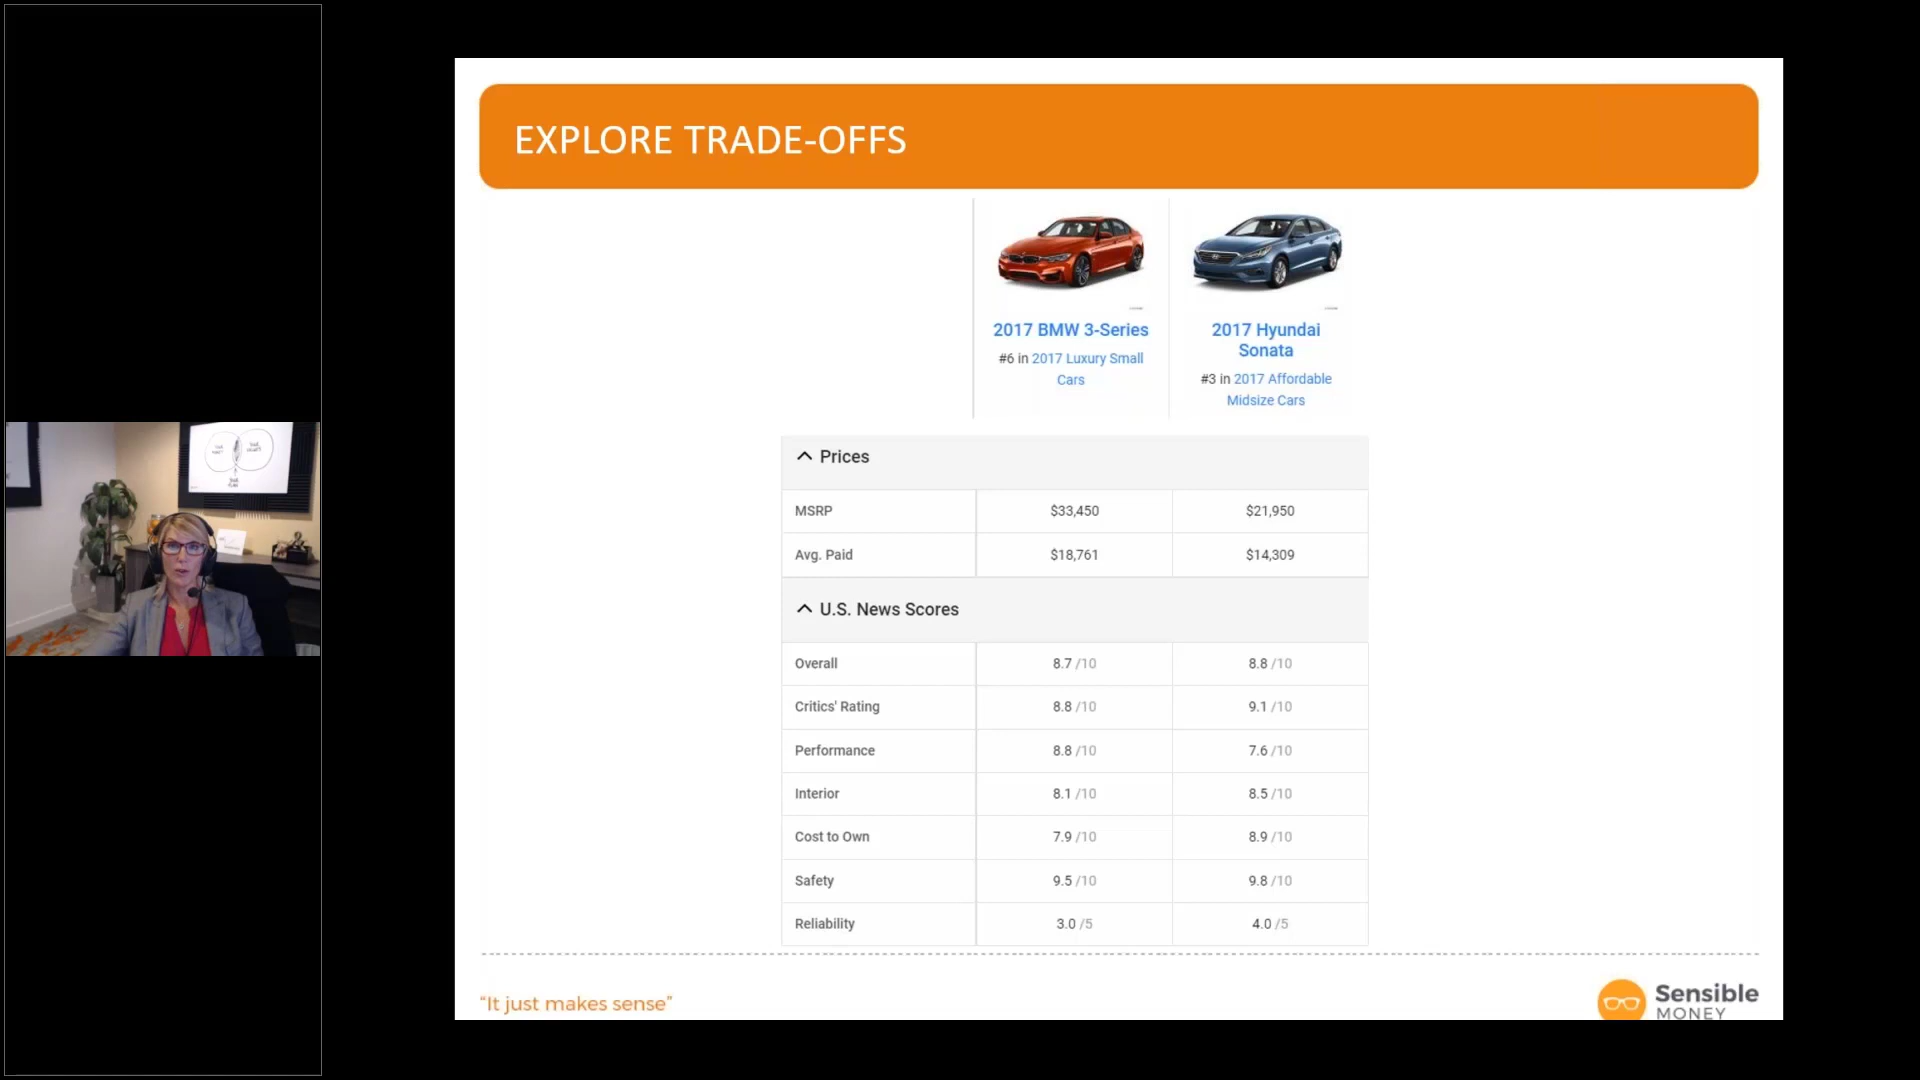 EXPLORE TRADE-OFFS
2017 BMW 3-Series
#6 in 2017 Luxury Small
Cars
2017 Hyundai
Sonata
#3 in 2017 Affordable
Midsize Cars
Prices
MSRP $33,450 $21,950
Avg. Paid $18,761 $14,309
U.S. News Scores
Overall 8.7 /10 8.8 /10
Critics' Rating 8.8 /10 9.1 /10
Performance 8.8 /10 7.6 /10
Interior 8.1 /10 8.5 /10
Cost to Own 7.9 /10 8.9 /10
Safety 9.5 /10 9.8 /10
Reliability 3.0 /5 4.0 /5
“It just makes sense”
Sensible
MONEY